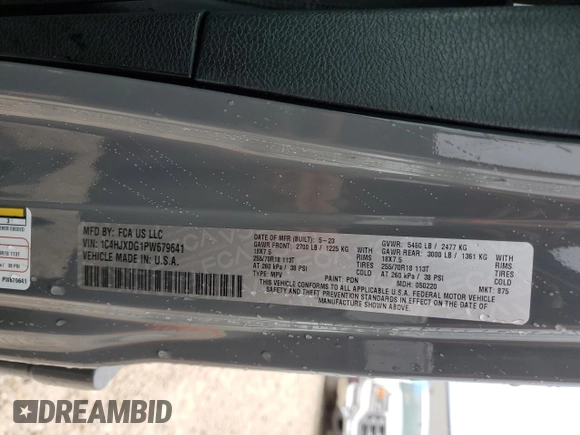 MFD BY: FCA US LLC
DATE OF MFR (BUILT): 5-23
GVWR: 5460 LB / 2477 KG
VIN: 1C4HJXDG1PW679641
GAWR FRONT: 2700 LB / 1225 KG
GAWR REAR: 3000 LB / 1361 KG
VEHICLE MADE IN: U.S.A.
18X7.5
RIMS
18X7.5
RIMS
255/70R18 113T
TIRES
255/70R18 113T
TIRES
AT 260 kPa / 38 PSI
COLD
AT 260 kPa / 38 PSI
COLD
TYPE: MPV
PAINT: PDN
MDH: 050220
MKT: 875
THIS VEHICLE CONFORMS TO ALL APPLICABLE U.S.A. FEDERAL MOTOR VEHICLE
SAFETY AND THEFT PREVENTION STANDARDS IN EFFECT ON THE DATE OF
MANUFACTURE SHOWN ABOVE.
3
PW679641
DREAMBID